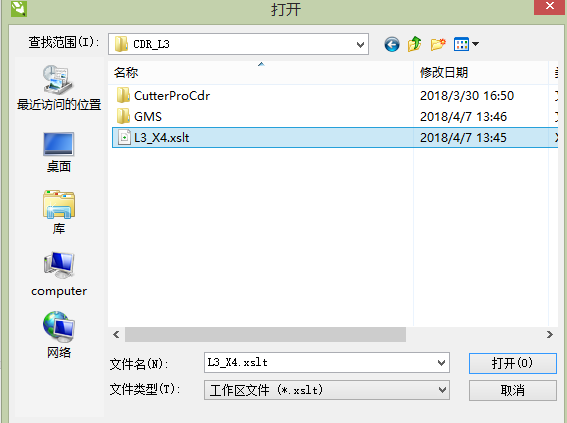 打开
查找范围(I):
CDR_L3
名称
修改日期
CutterProCdr
2018/3/30 16:50
GMS
2018/4/7 13:46
L3_X4.xslt
2018/4/7 13:45
最近访问的位置
桌面
库
computer
网络
文件名(N):
L3_X4.xslt
打开(O)
文件类型(T):
工作区文件 (*.xslt)
取消